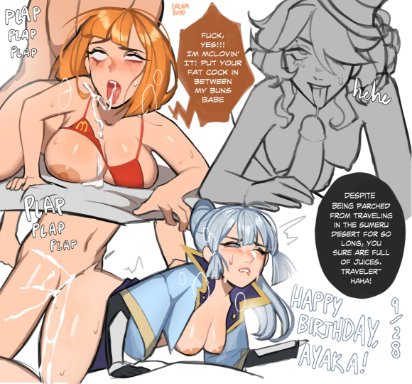 PLAP
PLAP
PLAP
CREAM
BOYO
FUCK,
YES!!!
I'M MCLOVIN'
IT! PUT YOUR
FAT COCK IN
BETWEEN
MY BUNS
BABE
hehe
PLAP
PLAP
PLAP
DESPITE
BEING PARCHED
FROM TRAVELING
IN THE SUMERU
DESERT FOR SO
LONG, YOU
SURE ARE FULL
OF JUICES,
TRAVELER~
HAHA!
HAPPY
BIRTHDAY,
AYAKA!
9/28